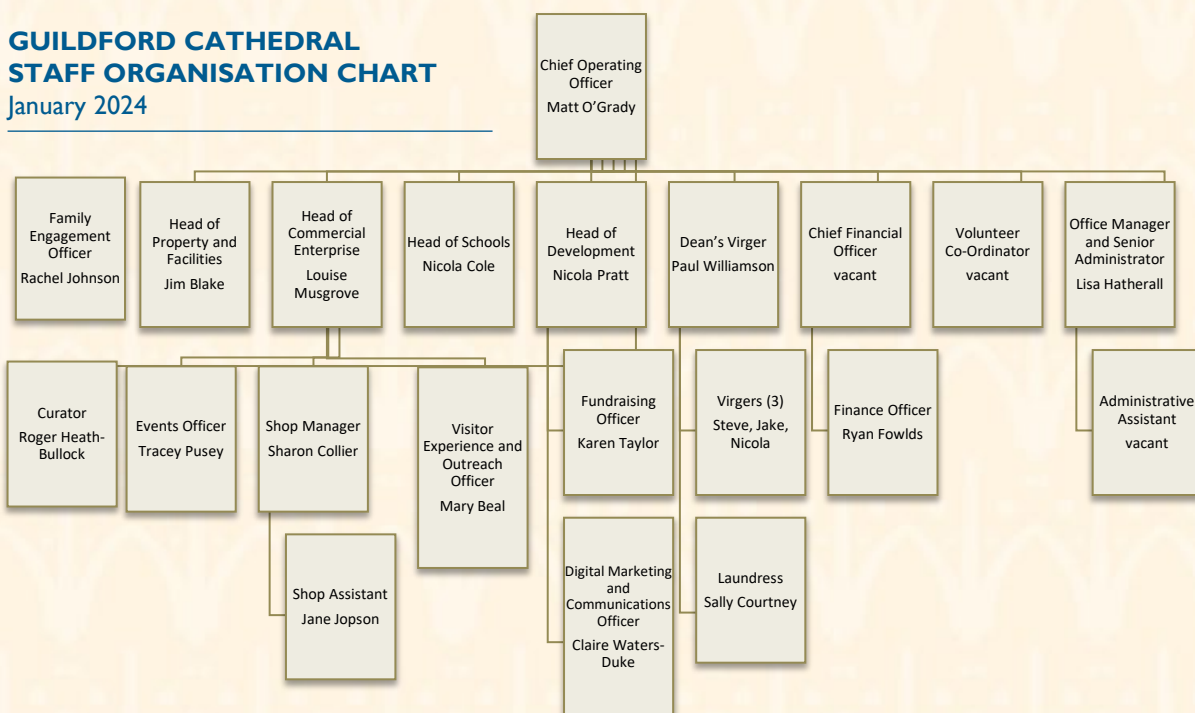 GUILDFORD CATHEDRAL
STAFF ORGANISATION CHART
January 2024
Chief Operating
Officer
Matt O’Grady
Family
Engagement
Officer
Rachel Johnson
Head of
Property and
Facilities
Jim Blake
Head of
Commercial
Enterprise
Louise
Musgrove
Head of Schools
Nicola Cole
Head of
Development
Nicola Pratt
Dean’s Virger
Paul Williamson
Chief Financial
Officer
vacant
Volunteer
Co-Ordinator
vacant
Office Manager
and Senior
Administrator
Lisa Hatherall
Curator
Roger Heath-
Bullock
Events Officer
Tracey Pusey
Shop Manager
Sharon Collier
Visitor
Experience and
Outreach
Officer
Mary Beal
Fundraising
Officer
Karen Taylor
Virgers (3)
Steve, Jake,
Nicola
Finance Officer
Ryan Fowlds
Administrative
Assistant
vacant
Shop Assistant
Jane Jopson
Digital Marketing
and
Communications
Officer
Claire Waters-
Duke
Laundress
Sally Courtney